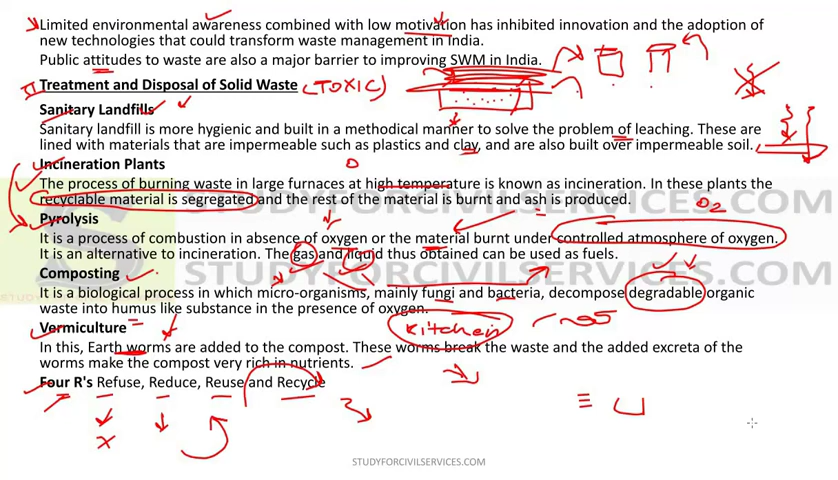 Limited environmental awareness combined with low motivation has inhibited innovation and the adoption of
new technologies that could transform waste management in India.
Public attitudes to waste are also a major barrier to improving SWM in India.
Treatment and Disposal of Solid Waste (TOXIC)
Sanitary Landfills
Sanitary landfill is more hygienic and built in a methodical manner to solve the problem of leaching. These are
lined with materials that are impermeable such as plastics and clay, and are also built over impermeable soil.
Incineration Plants
The process of burning waste in large furnaces at high temperature is known as incineration. In these plants the
recyclable material is segregated and the rest of the material is burnt and ash is produced.
STUDYFORCIVILSERVICES.COM
O2
Pyrolysis
It is a process of combustion in absence of oxygen or the material burnt under controlled atmosphere of oxygen.
It is an alternative to incineration. The gas and liquid thus obtained can be used as fuels.
Composting
STUDYFORCIVILSERVICES.COM
It is a biological process in which micro-organisms, mainly fungi and bacteria, decompose degradable organic
waste into humus like substance in the presence of oxygen.
Kitchen
Vermiculture
In this, Earth worms are added to the compost. These worms break the waste and the added excreta of the
worms make the compost very rich in nutrients.
Four R's Refuse, Reduce, Reuse and Recycle
STUDYFORCIVILSERVICES.COM